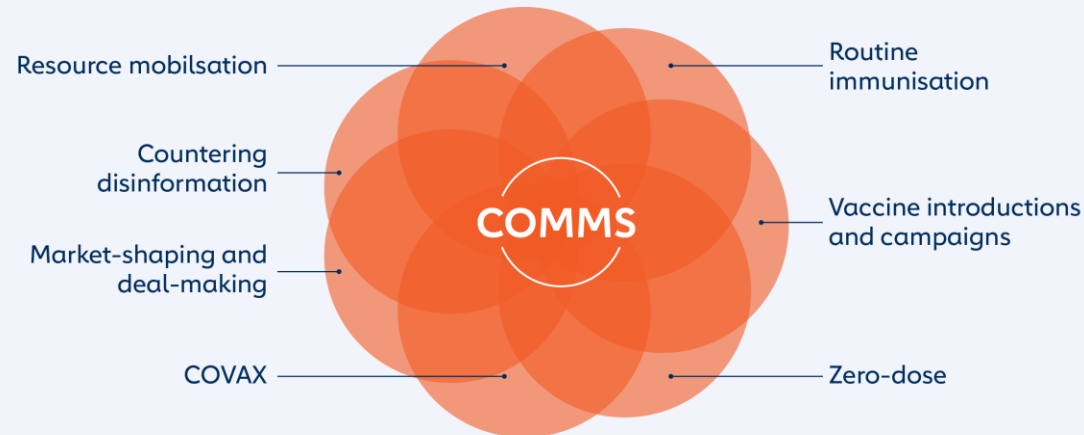 Resource mobilsation
Countering
disinformation
Market-shaping and
deal-making
COVAX
COMMS
Routine
immunisation
Vaccine introductions
and campaigns
Zero-dose